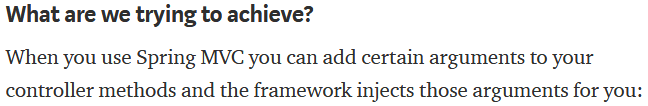 What are we trying to achieve?
When you use Spring MVC you can add certain arguments to your
controller methods and the framework injects those arguments for you: